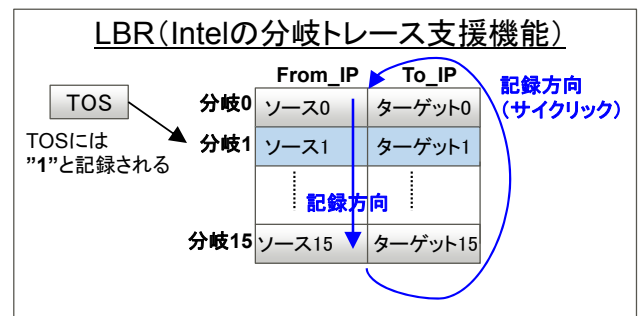 LBR（Intelの分岐トレース支援機能）
From_IP To_IP
TOS
分岐0 ソース0 ターゲット0
記録方向
（サイクリック）
TOSには
”1”と記録される
分岐1 ソース1 ターゲット1
記録方向
分岐15 ソース15 ターゲット15